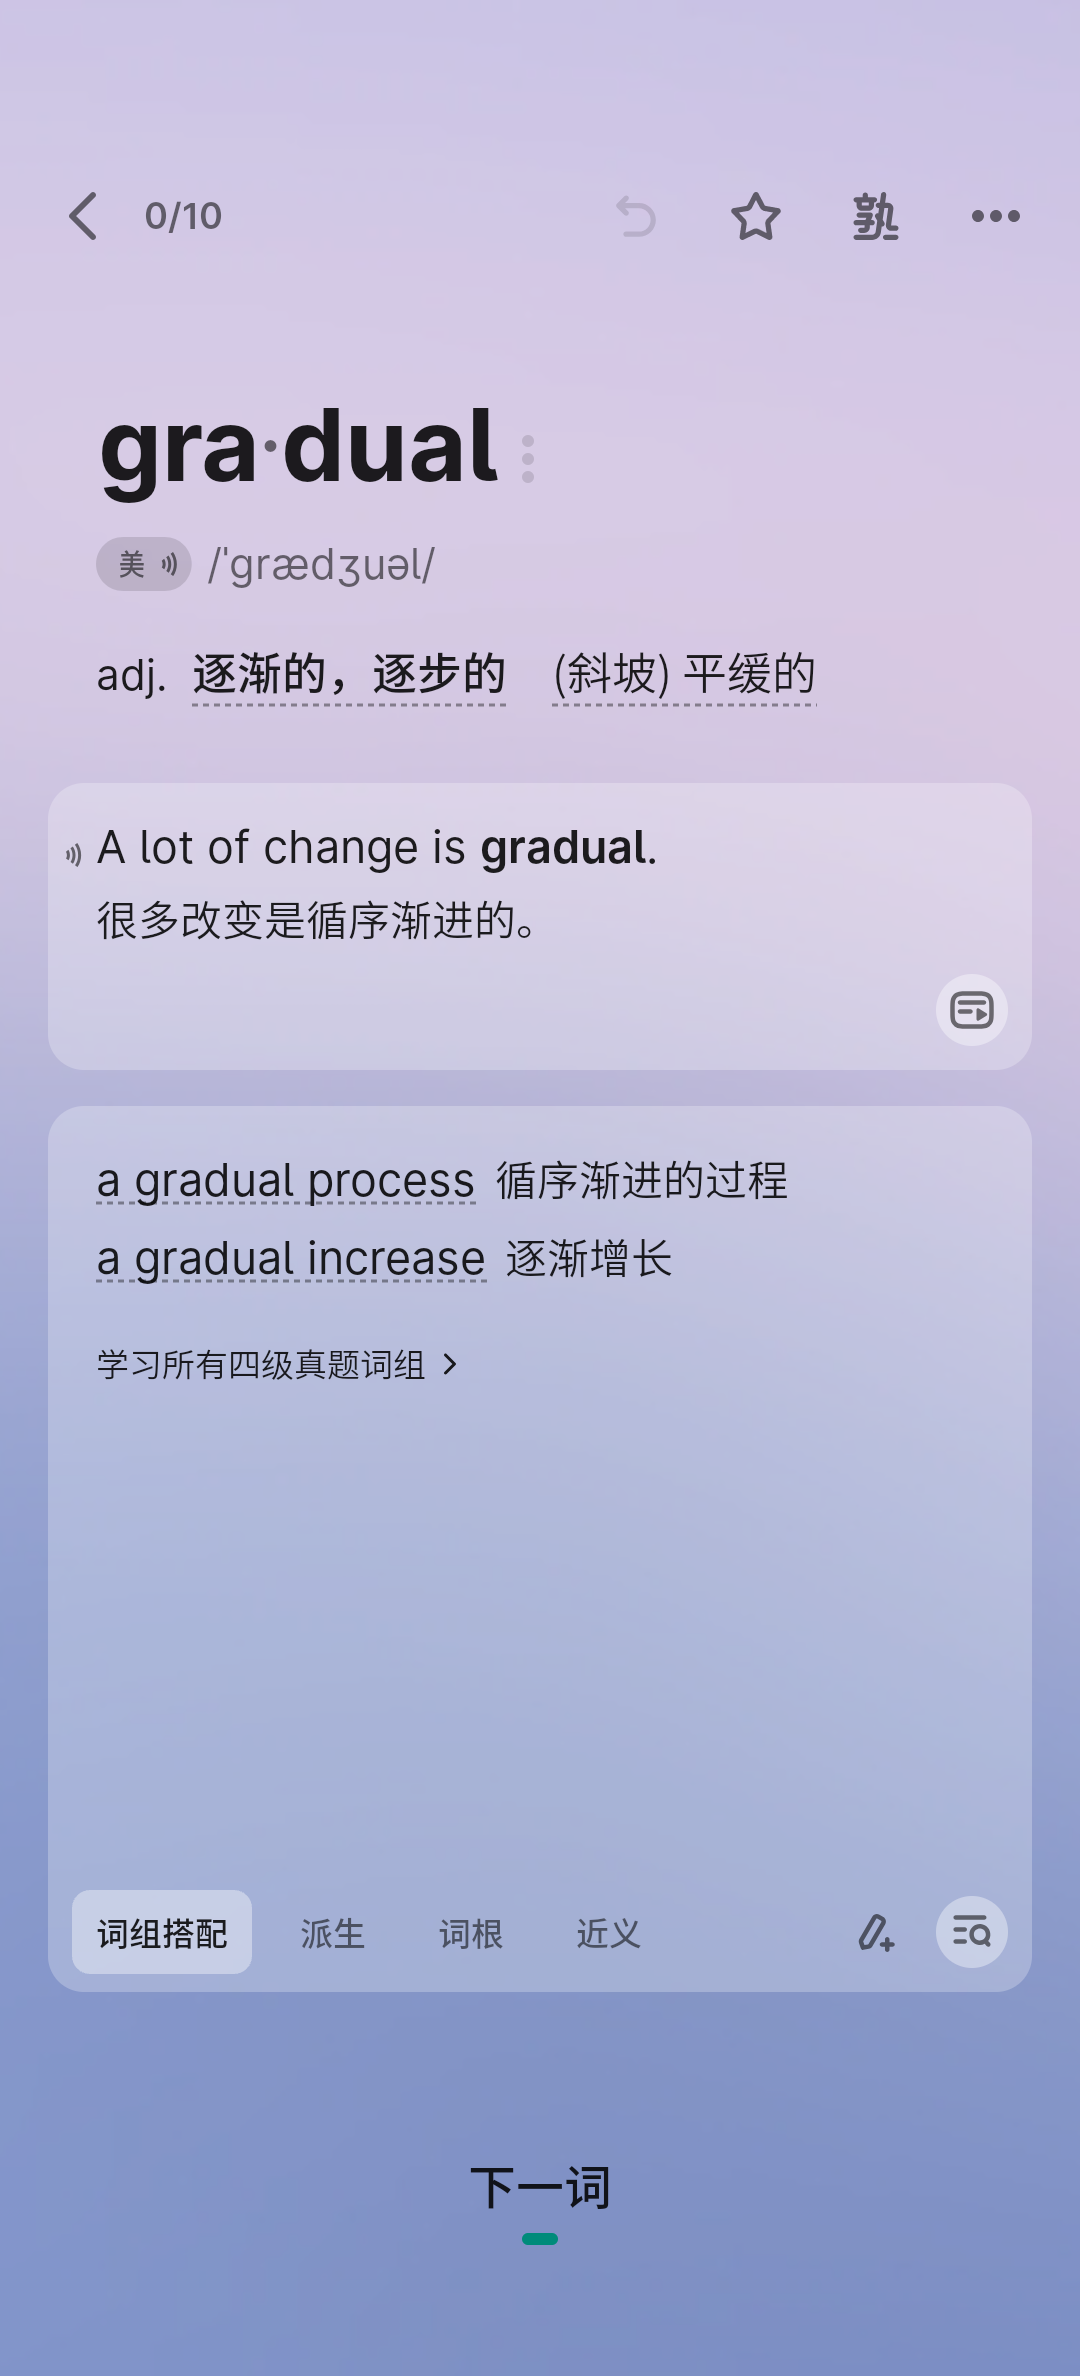 0/10
熟
gra·dual
美 /ˈɡrædʒuəl/
adj. 逐渐的，逐步的 (斜坡) 平缓的
A lot of change is gradual.
很多改变是循序渐进的。
a gradual process 循序渐进的过程
a gradual increase 逐渐增长
学习所有四级真题词组
词组搭配 派生 词根 近义
下一词